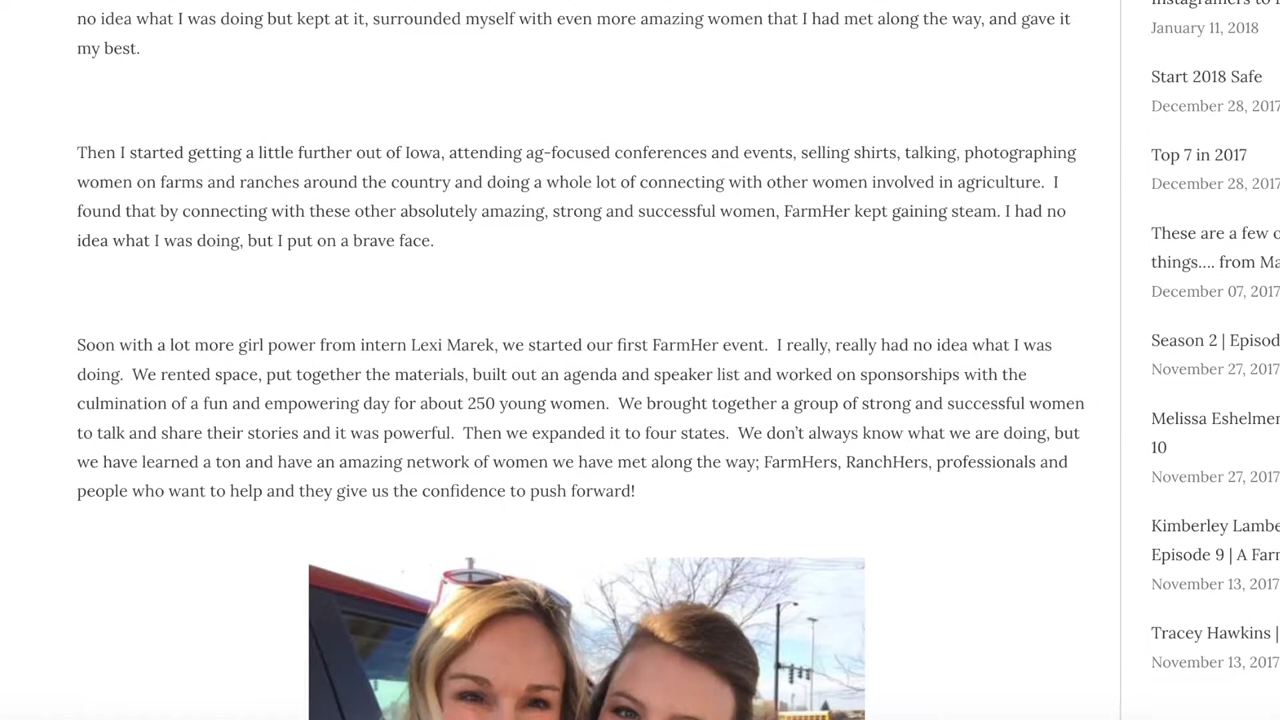 no idea what I was doing but kept at it, surrounded myself with even more amazing women that I had met along the way, and gave it
my best.
Then I started getting a little further out of Iowa, attending ag-focused conferences and events, selling shirts, talking, photographing
women on farms and ranches around the country and doing a whole lot of connecting with other women involved in agriculture.  I
found that by connecting with these other absolutely amazing, strong and successful women, FarmHer kept gaining steam. I had no
idea what I was doing, but I put on a brave face.
Soon with a lot more girl power from intern Lexi Marek, we started our first FarmHer event.  I really, really had no idea what I was
doing.  We rented space, put together the materials, built out an agenda and speaker list and worked on sponsorships with the
culmination of a fun and empowering day for about 250 young women.  We brought together a group of strong and successful women
to talk and share their stories and it was powerful.  Then we expanded it to four states.  We don’t always know what we are doing, but
we have learned a ton and have an amazing network of women we have met along the way; FarmHers, RanchHers, professionals and
people who want to help and they give us the confidence to push forward!
Instagramers to
January 11, 2018
Start 2018 Safe
December 28, 2017
Top 7 in 2017
December 28, 2017
These are a few
things…. from
December 07, 2017
Season 2 |
November 27, 2017
Melissa
10
November 27, 2017
Kimberley
Episode 9 | A
November 13, 2017
Tracey Hawkins |
November 13, 2017